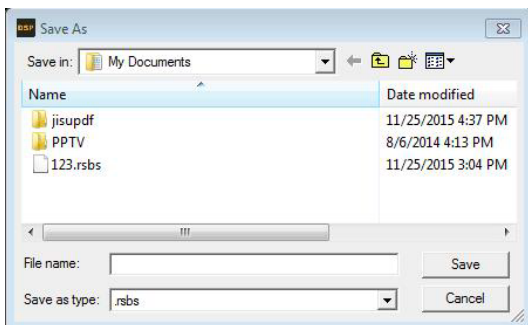 DSP Save As
Save in: My Documents
Name Date modified
jisupdf 11/25/2015 4:37 PM
PPTV 8/6/2014 4:13 PM
123.rsbs 11/25/2015 3:04 PM
File name: Save
Save as type: .rsbs Cancel